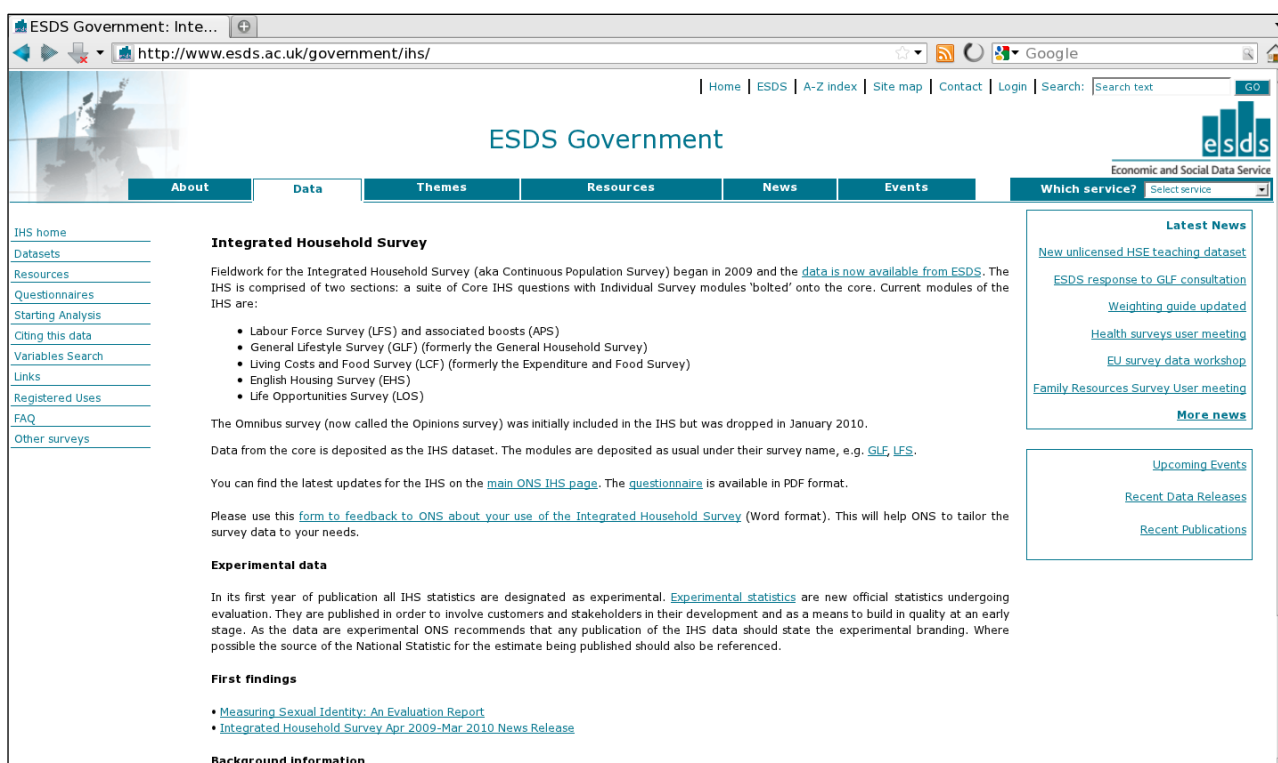 ESDS Government: Inte...
http://www.esds.ac.uk/government/ihs/
Google
Home | ESDS | A-Z index | Site map | Contact | Login | Search: Search text GO
ESDS Government
esds
Economic and Social Data Service
About Data Themes Resources News Events Which service? Select service
IHS home
Datasets
Resources
Questionnaires
Starting Analysis
Citing this data
Variables Search
Links
Registered Uses
FAQ
Other surveys
Integrated Household Survey
Fieldwork for the Integrated Household Survey (aka Continuous Population Survey) began in 2009 and the data is now available from ESDS. The
IHS is comprised of two sections: a suite of Core IHS questions with Individual Survey modules ‘bolted’ onto the core. Current modules of the
IHS are:
• Labour Force Survey (LFS) and associated boosts (APS)
• General Lifestyle Survey (GLF) (formerly the General Household Survey)
• Living Costs and Food Survey (LCF) (formerly the Expenditure and Food Survey)
• English Housing Survey (EHS)
• Life Opportunities Survey (LOS)
The Omnibus survey (now called the Opinions survey) was initially included in the IHS but was dropped in January 2010.
Data from the core is deposited as the IHS dataset. The modules are deposited as usual under their survey name, e.g. GLF, LFS.
You can find the latest updates for the IHS on the main ONS IHS page. The questionnaire is available in PDF format.
Please use this form to feedback to ONS about your use of the Integrated Household Survey (Word format). This will help ONS to tailor the
survey data to your needs.
Experimental data
In its first year of publication all IHS statistics are designated as experimental. Experimental statistics are new official statistics undergoing
evaluation. They are published in order to involve customers and stakeholders in their development and as a means to build in quality at an early
stage. As the data are experimental ONS recommends that any publication of the IHS data should state the experimental branding. Where
possible the source of the National Statistic for the estimate being published should also be referenced.
First findings
• Measuring Sexual Identity: An Evaluation Report
• Integrated Household Survey Apr 2009-Mar 2010 News Release
Background information
Latest News
New unlicensed HSE teaching dataset
ESDS response to GLF consultation
Weighting guide updated
Health surveys user meeting
EU survey data workshop
Family Resources Survey User meeting
More news
Upcoming Events
Recent Data Releases
Recent Publications